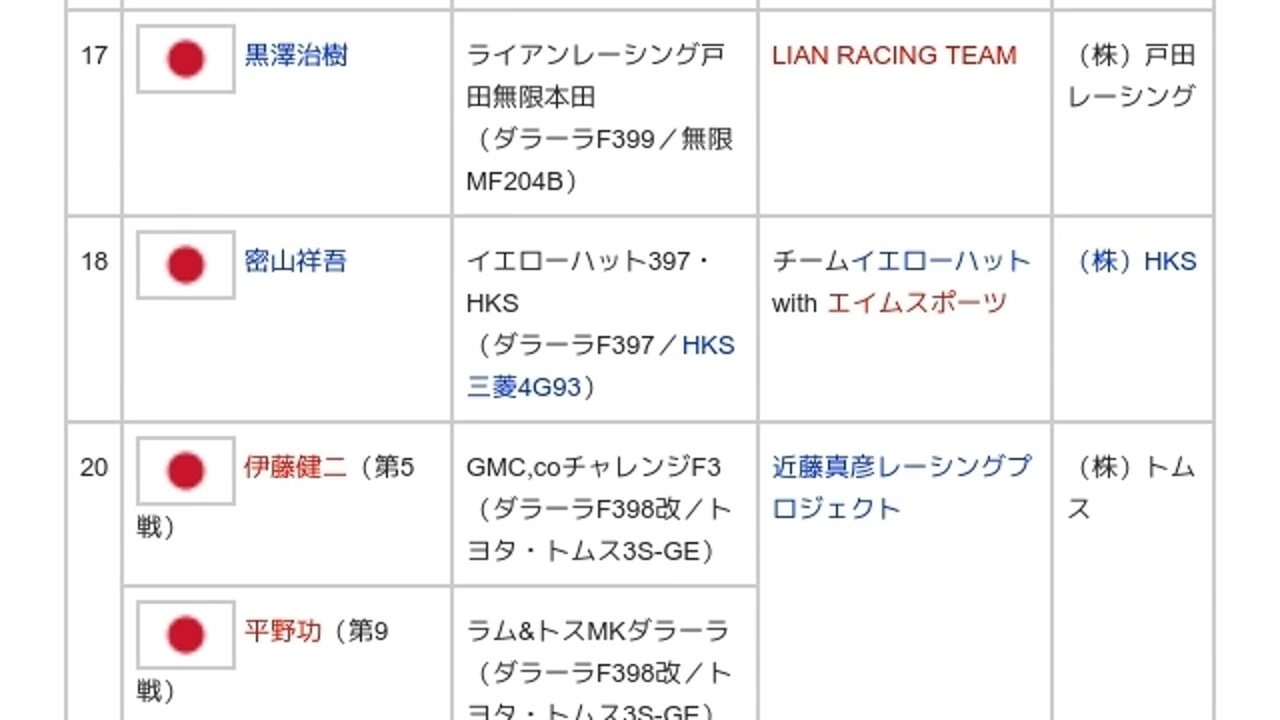 17
黒澤治樹
ライアンレーシング戸
田無限本田
（ダラーラF399／無限
MF204B）
LIAN RACING TEAM
（株）戸田
レーシング
18
密山祥吾
イエローハット397・
HKS
（ダラーラF397／HKS
三菱4G93）
チームイエローハット
with エイムスポーツ
（株）HKS
20
伊藤健二（第5
戦）
GMC,coチャレンジF3
（ダラーラF398改／ト
ヨタ・トムス3S-GE）
近藤真彦レーシングプ
ロジェクト
（株）トム
ス
平野功（第9
戦）
ラム&トスMKダラーラ
（ダラーラF398改／ト
ヨタ・トムス3S-GE）